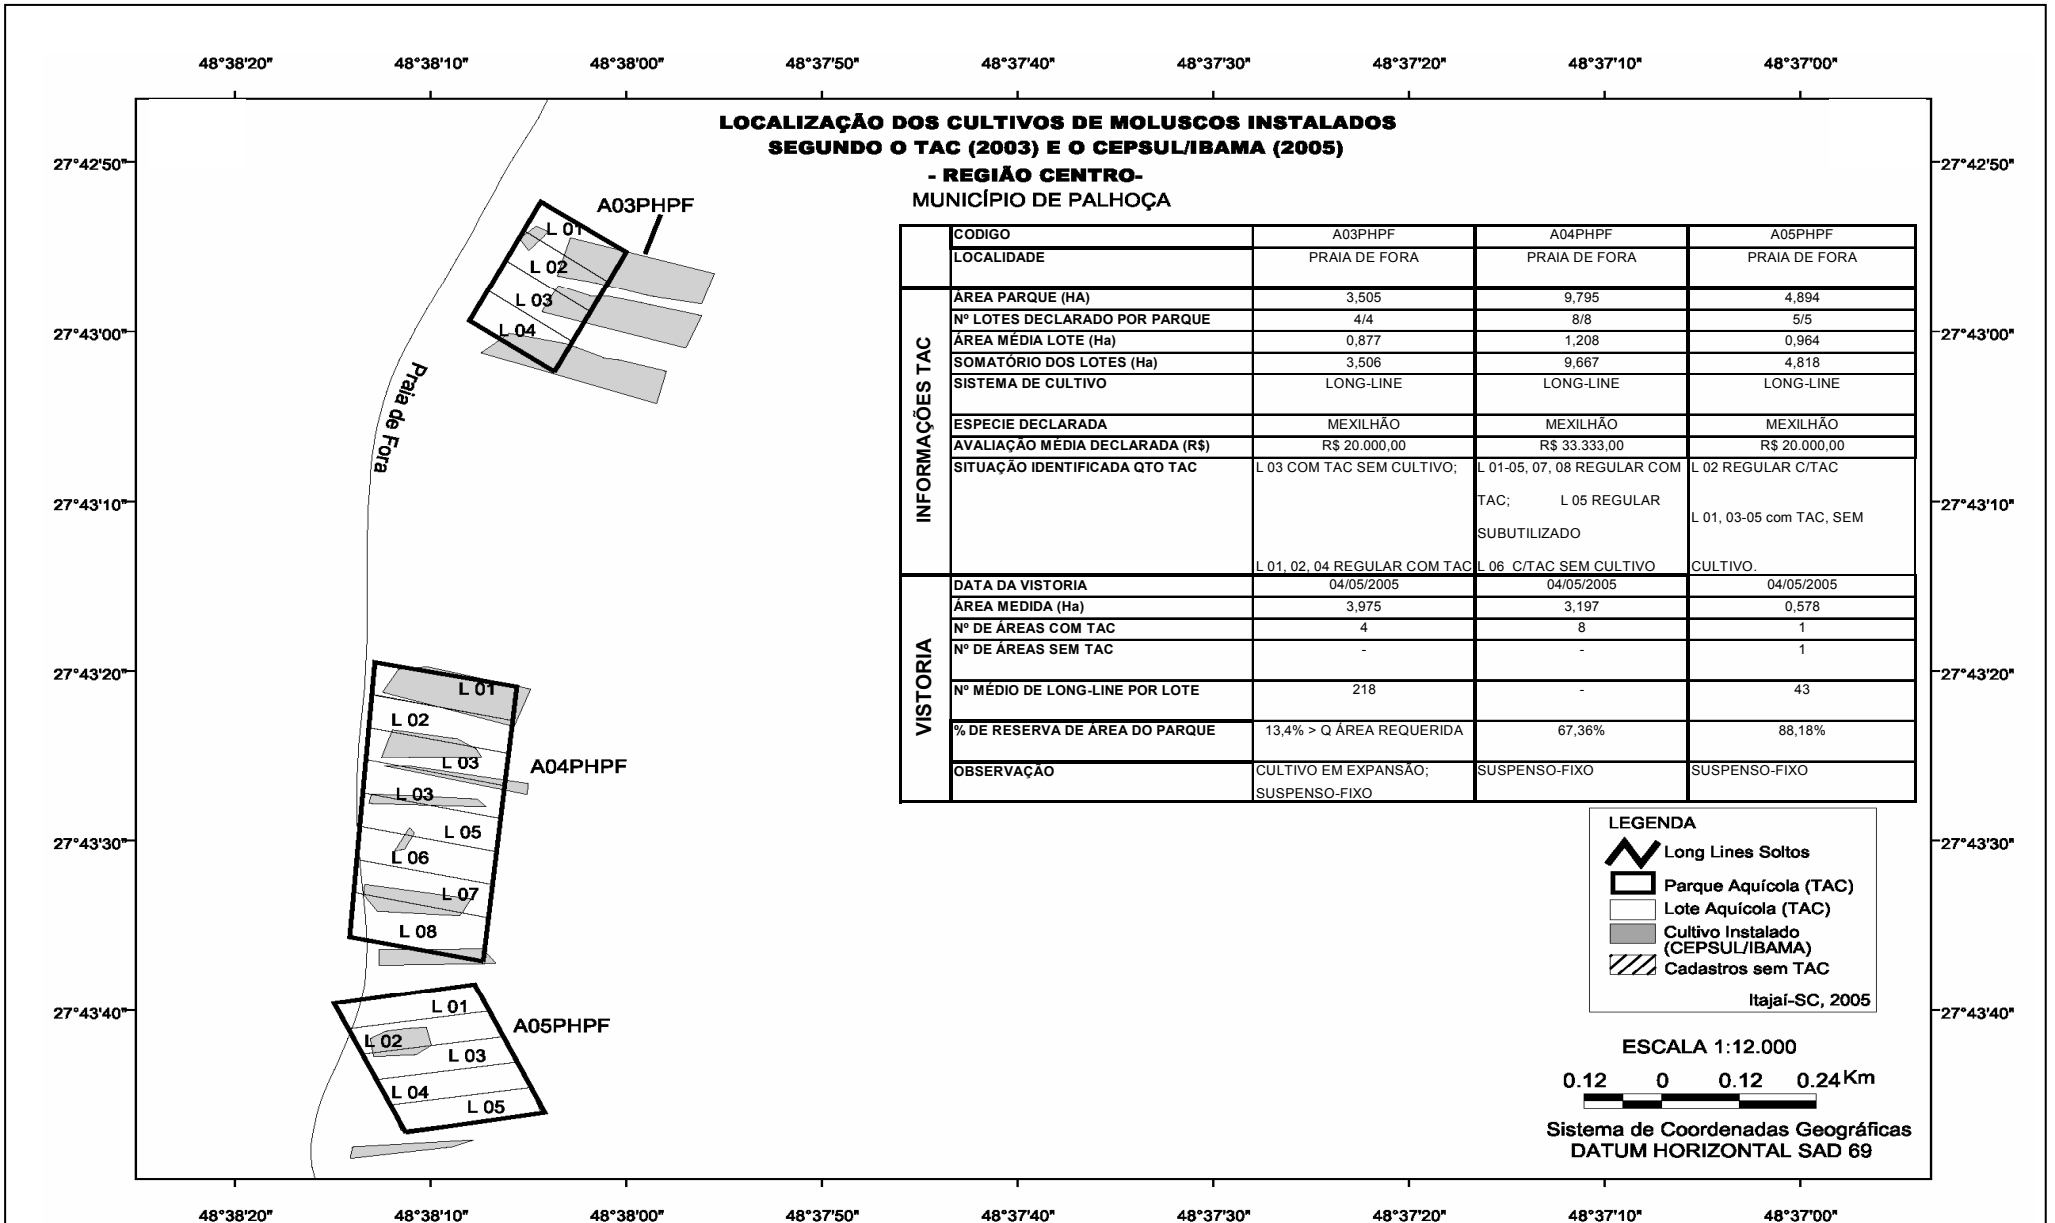 48°38'20" 48°38'10" 48°38'00" 48°37'50" 48°37'40" 48°37'30" 48°37'20" 48°37'10" 48°37'00"
LOCALIZAÇÃO DOS CULTIVOS DE MOLUSCOS INSTALADOS
SEGUNDO O TAC (2003) E O CEPSUL/IBAMA (2005)
- REGIÃO CENTRO-
MUNICÍPIO DE PALHOÇA
27°42'50" 27°42'50"
27°43'00" 27°43'00"
27°43'10" 27°43'10"
27°43'20" 27°43'20"
27°43'30" 27°43'30"
27°43'40" 27°43'40"
A03PHPF
L 01
L 02
L 03
L 04
Praia de Fora
L 01
L 02
L 03
A04PHPF
L 03
L 05
L 06
L 07
L 08
L 01
A05PHPF
L 02
L 03
L 04
L 05
CODIGO A03PHPF A04PHPF A05PHPF
LOCALIDADE PRAIA DE FORA PRAIA DE FORA PRAIA DE FORA
INFORMAÇÕES TAC
ÁREA PARQUE (HA) 3,505 9,795 4,894
Nº LOTES DECLARADO POR PARQUE 4/4 8/8 5/5
ÁREA MÉDIA LOTE (Ha) 0,877 1,208 0,964
SOMATÓRIO DOS LOTES (Ha) 3,506 9,667 4,818
SISTEMA DE CULTIVO LONG-LINE LONG-LINE LONG-LINE
ESPECIE DECLARADA MEXILHÃO MEXILHÃO MEXILHÃO
AVALIAÇÃO MÉDIA DECLARADA (R$) R$ 20.000,00 R$ 33.333,00 R$ 20.000,00
SITUAÇÃO IDENTIFICADA QTO TAC L 03 COM TAC SEM CULTIVO; L 01-05, 07, 08 REGULAR COM L 02 REGULAR C/TAC
TAC; L 05 REGULAR
L 01, 03-05 com TAC, SEM
SUBUTILIZADO
L 01, 02, 04 REGULAR COM TAC L 06 C/TAC SEM CULTIVO CULTIVO.
VISTORIA
DATA DA VISTORIA 04/05/2005 04/05/2005 04/05/2005
ÁREA MEDIDA (Ha) 3,975 3,197 0,578
Nº DE ÁREAS COM TAC 4 8 1
Nº DE ÁREAS SEM TAC - - 1
Nº MÉDIO DE LONG-LINE POR LOTE 218 - 43
% DE RESERVA DE ÁREA DO PARQUE 13,4% > Q ÁREA REQUERIDA 67,36% 88,18%
OBSERVAÇÃO CULTIVO EM EXPANSÃO; SUSPENSO-FIXO SUSPENSO-FIXO
SUSPENSO-FIXO
LEGENDA
Long Lines Soltos
Parque Aquícola (TAC)
Lote Aquícola (TAC)
Cultivo Instalado
(CEPSUL/IBAMA)
Cadastros sem TAC
Itajaí-SC, 2005
ESCALA 1:12.000
0.12 0 0.12 0.24 Km
Sistema de Coordenadas Geográficas
DATUM HORIZONTAL SAD 69
48°38'20" 48°38'10" 48°38'00" 48°37'50" 48°37'40" 48°37'30" 48°37'20" 48°37'10" 48°37'00"